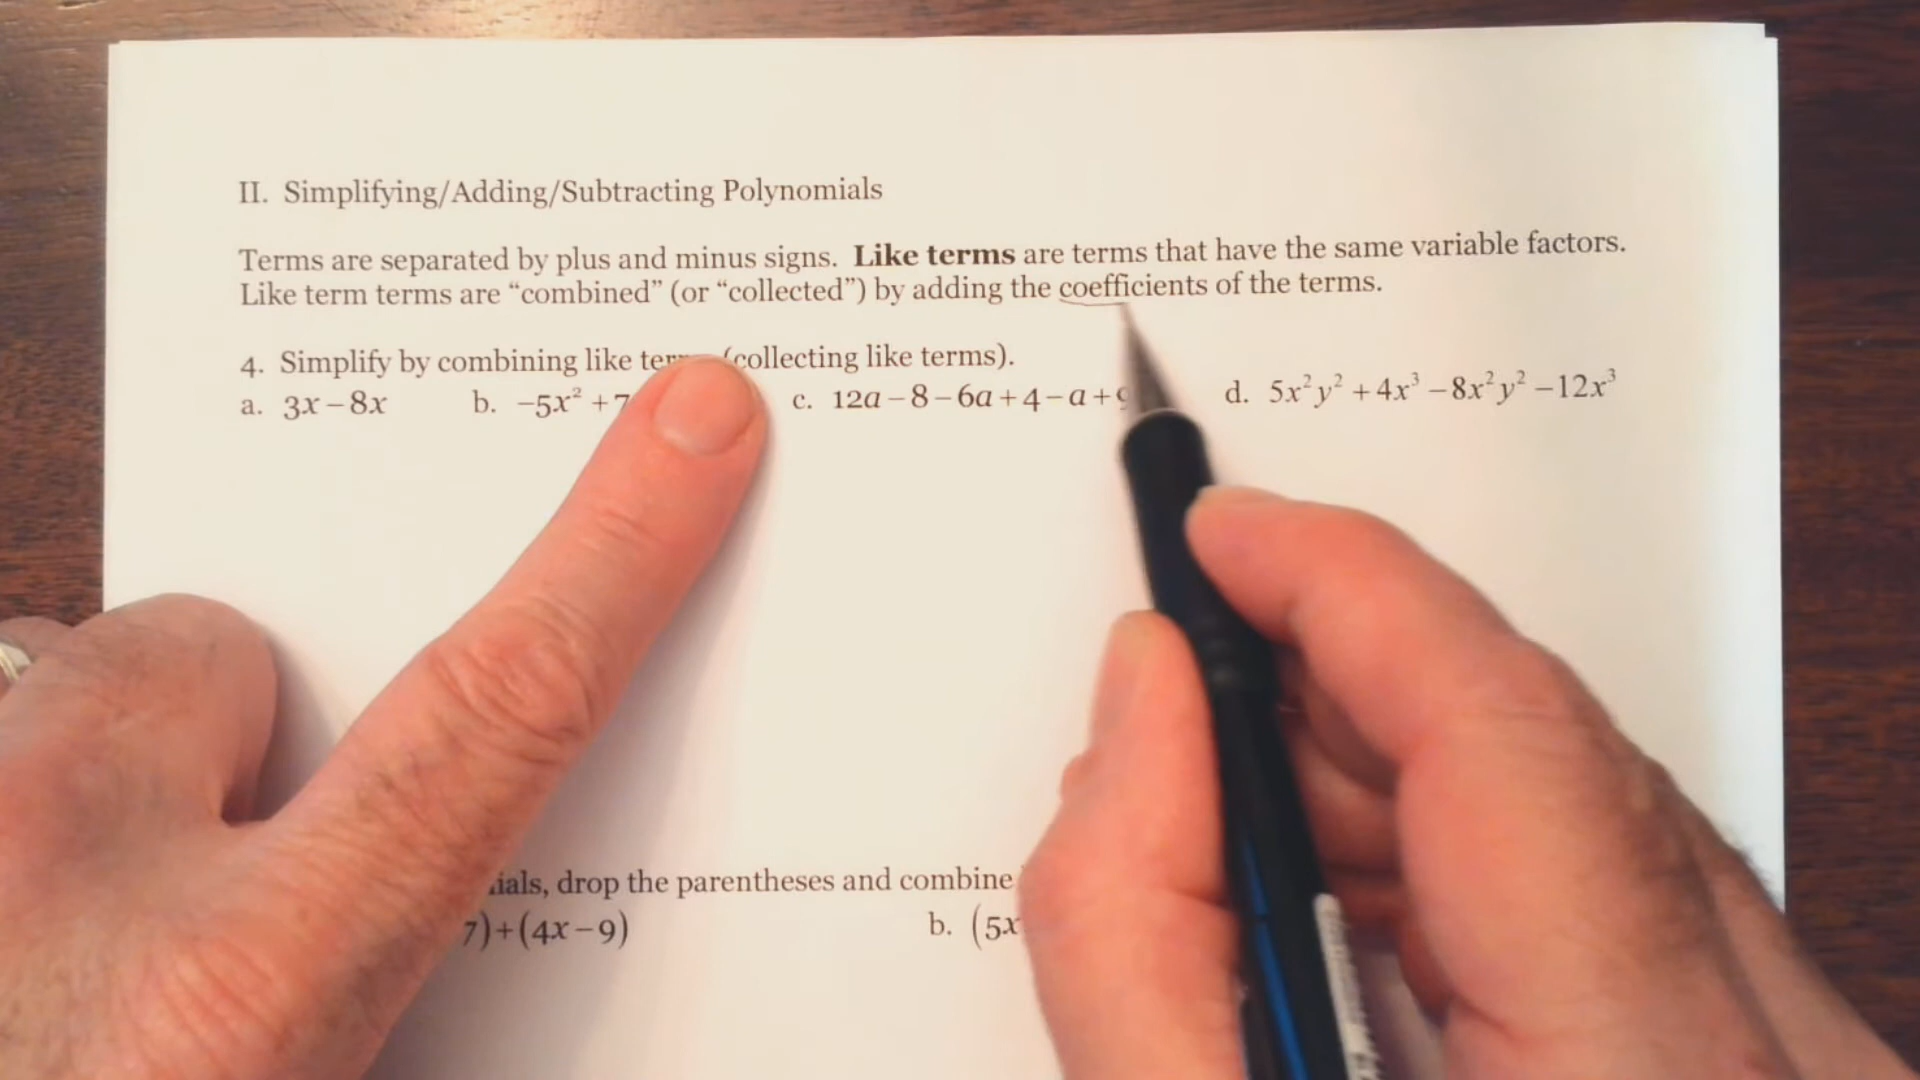 II. Simplifying/Adding/Subtracting Polynomials
Terms are separated by plus and minus signs. Like terms are terms that have the same variable factors.
Like term terms are “combined” (or “collected”) by adding the coefficients of the terms.
4. Simplify by combining like (collecting like terms).
a. 3x – 8x b. –5x² + 7 c. 12a – 8 – 6a + 4 – a + d. 5x²y² + 4x³ – 8x²y² – 12x³
drop the parentheses and combine
7)+(4x–9) b. (5x